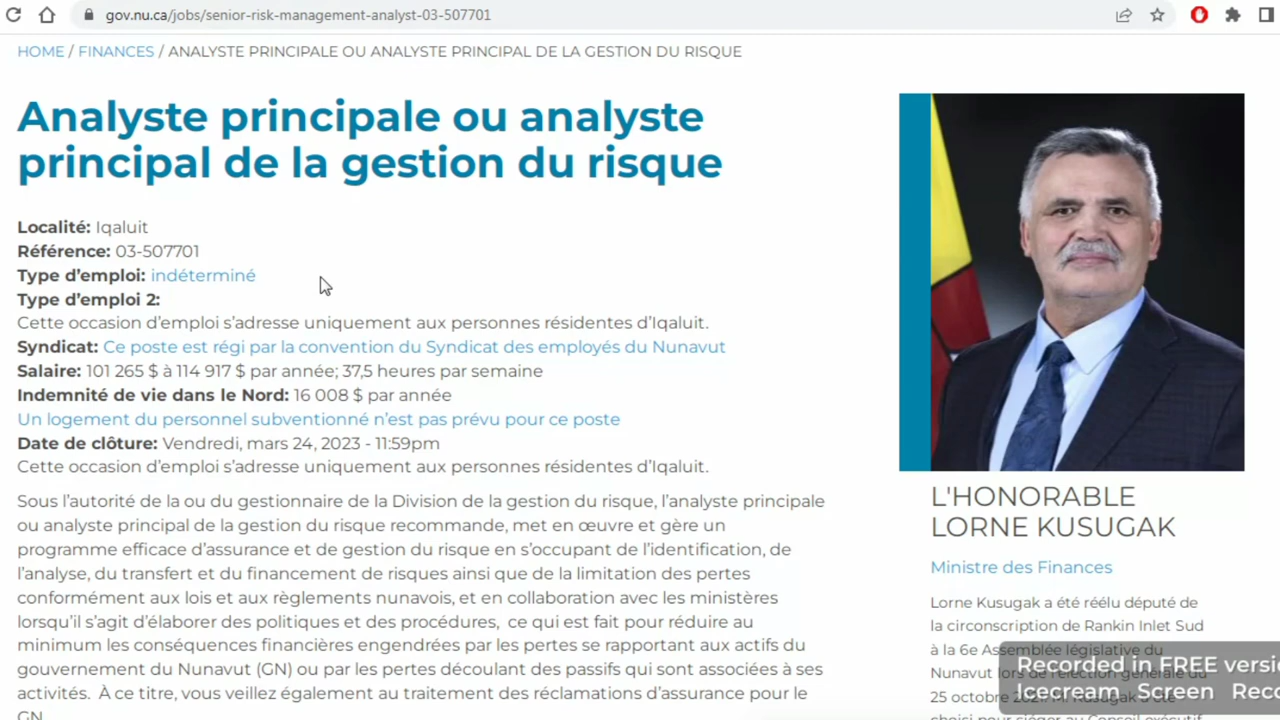 gov.nu.ca/jobs/senior-risk-management-analyst-03-507701
HOME / FINANCES / ANALYSTE PRINCIPALE OU ANALYSTE PRINCIPAL DE LA GESTION DU RISQUE
Analyste principale ou analyste
principal de la gestion du risque
Localité: Iqaluit
Référence: 03-507701
Type d'emploi: indéterminé
Type d'emploi 2:
Cette occasion d'emploi s'adresse uniquement aux personnes résidentes d'Iqaluit.
Syndicat: Ce poste est régi par la convention du Syndicat des employés du Nunavut
Salaire: 101 265 $ à 114 917 $ par année; 37,5 heures par semaine
Indemnité de vie dans le Nord: 16 008 $ par année
Un logement du personnel subventionné n'est pas prévu pour ce poste
Date de clôture: Vendredi, mars 24, 2023 - 11:59pm
Cette occasion d'emploi s'adresse uniquement aux personnes résidentes d'Iqaluit.
Sous l'autorité de la ou du gestionnaire de la Division de la gestion du risque, l'analyste principale
ou analyste principal de la gestion du risque recommande, met en œuvre et gère un
programme efficace d'assurance et de gestion du risque en s'occupant de l'identification, de
l'analyse, du transfert et du financement de risques ainsi que de la limitation des pertes
conformément aux lois et aux règlements nunavois, et en collaboration avec les ministères
lorsqu'il s'agit d'élaborer des politiques et des procédures, ce qui est fait pour réduire au
minimum les conséquences financières engendrées par les pertes se rapportant aux actifs du
gouvernement du Nunavut (GN) ou par les pertes découlant des passifs qui sont associées à ses
activités. À ce titre, vous veillez également au traitement des réclamations d'assurance pour le
GN
L'HONORABLE
LORNE KUSUGAK
Ministre des Finances
Lorne Kusugak a été réélu député de
la circonscription de Rankin Inlet Sud
à la 6e Assemblée législative du
Nunavut lors de l'élection générale du
25 octobre 2021. M. Kusugak a été
choisi pour siéger au Conseil exécutif
Recorded in FREE versi
Icecream Screen Reco